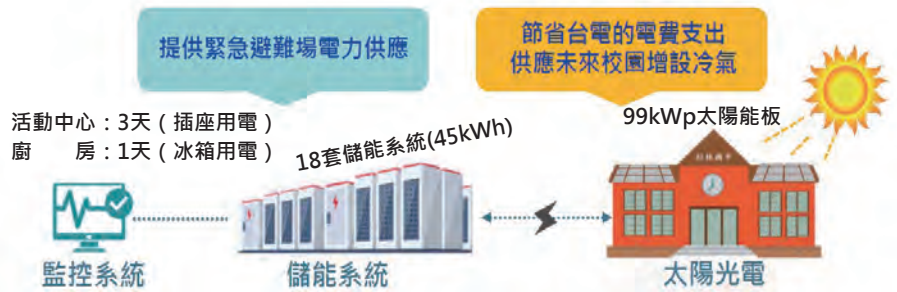 提供緊急避難場電力供應
節省台電的電費支出
供應未來校園增設冷氣
活動中心：3天（插座用電）
廚　　房：1天（冰箱用電）
18套儲能系統(45kWh)
99kWp太陽能板
監控系統
儲能系統
太陽光電